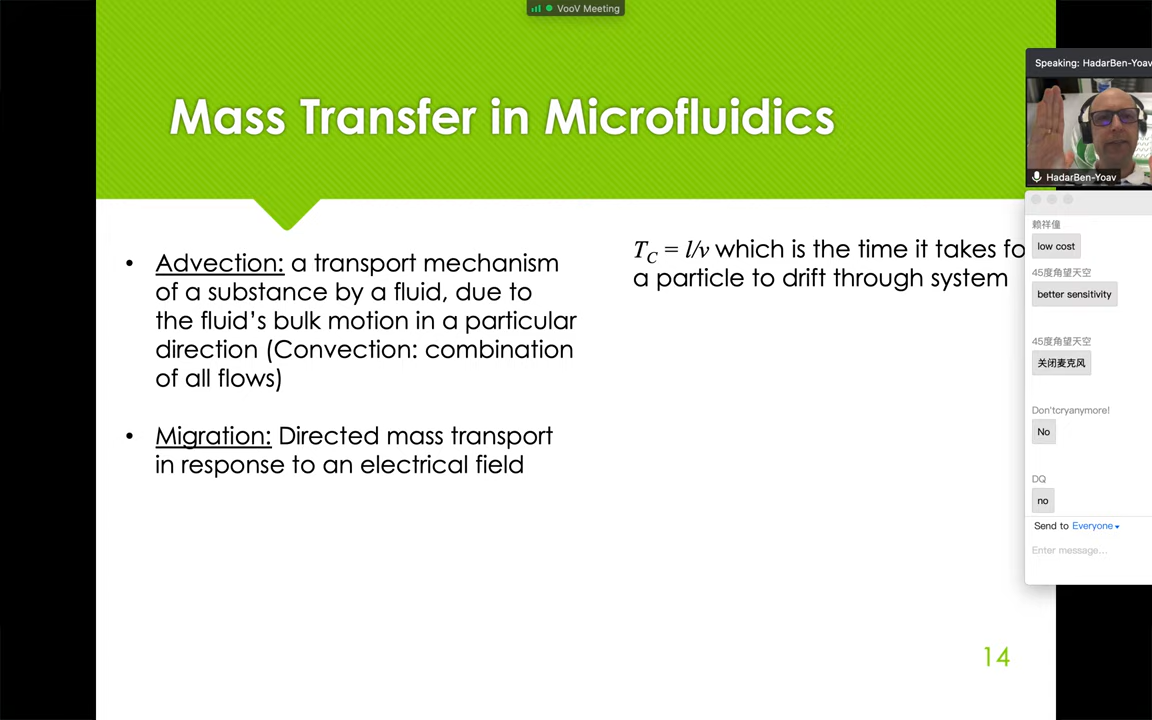 VooV Meeting
Mass Transfer in Microfluidics
• Advection: a transport mechanism
of a substance by a fluid, due to
the fluid's bulk motion in a particular
direction (Convection: combination
of all flows)
• Migration: Directed mass transport
in response to an electrical field
T_C = l/v which is the time it takes fo
a particle to drift through system
14
Speaking: HadarBen-Yoav
HadarBen-Yoav
赖祥僮
low cost
45度角望天空
better sensitivity
45度角望天空
关闭麦克风
Don'tcryanymore!
No
DQ
no
Send to Everyone
Enter message...